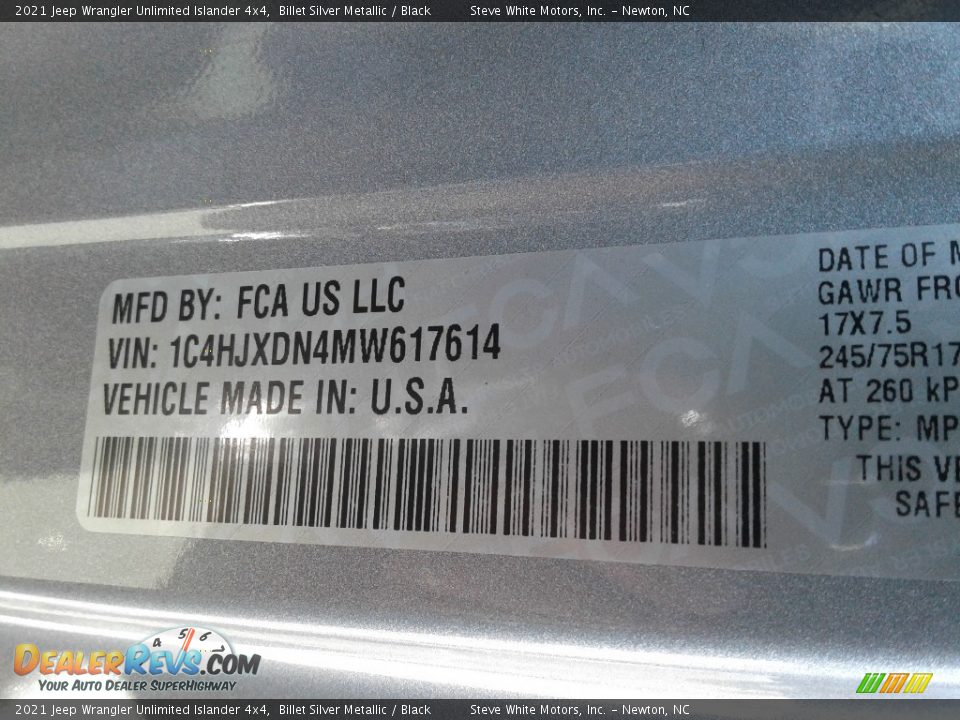 2021 Jeep Wrangler Unlimited Islander 4x4, Billet Silver Metallic / Black Steve White Motors, Inc. - Newton, NC
MFD BY: FCA US LLC
VIN: 1C4HJXDN4MW617614
VEHICLE MADE IN: U.S.A.
DATE OF M
GAWR FRO
17X7.5
245/75R17
AT 260 kP
TYPE: MP
THIS VE
SAFE
4 5 6
DEALERREVS.COM
YOUR AUTO DEALER SUPERHIGHWAY
2021 Jeep Wrangler Unlimited Islander 4x4, Billet Silver Metallic / Black Steve White Motors, Inc. - Newton, NC